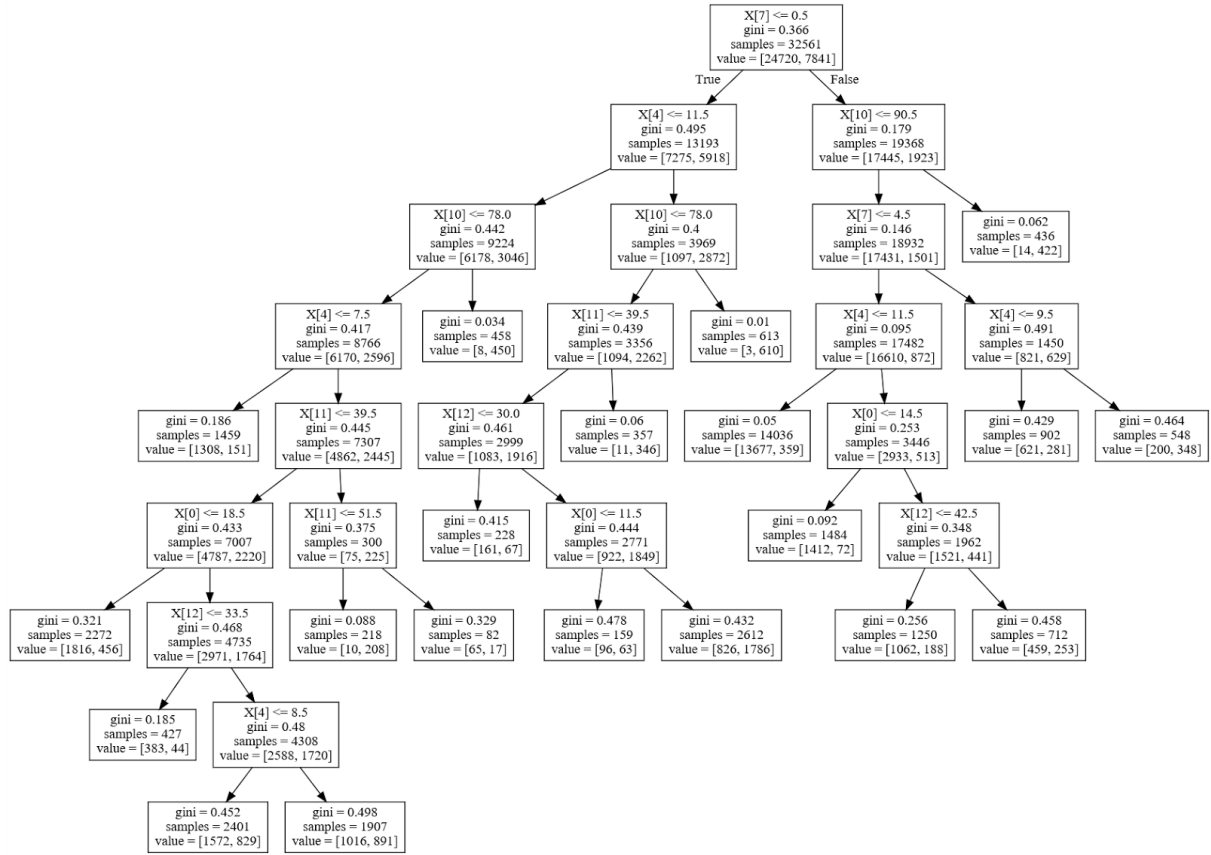 X[7] <= 0.5
gini = 0.366
samples = 32561
value = [24720, 7841]
True
False
X[4] <= 11.5
gini = 0.495
samples = 13193
value = [7275, 5918]
X[10] <= 90.5
gini = 0.179
samples = 19368
value = [17445, 1923]
X[10] <= 78.0
gini = 0.442
samples = 9224
value = [6178, 3046]
X[10] <= 78.0
gini = 0.4
samples = 3969
value = [1097, 2872]
X[7] <= 4.5
gini = 0.146
samples = 18932
value = [17431, 1501]
gini = 0.062
samples = 436
value = [14, 422]
X[4] <= 7.5
gini = 0.417
samples = 8766
value = [6170, 2596]
gini = 0.034
samples = 458
value = [8, 450]
X[11] <= 39.5
gini = 0.439
samples = 3356
value = [1094, 2262]
gini = 0.01
samples = 613
value = [3, 610]
X[4] <= 11.5
gini = 0.095
samples = 17482
value = [16610, 872]
X[4] <= 9.5
gini = 0.491
samples = 1450
value = [821, 629]
gini = 0.186
samples = 1459
value = [1308, 151]
X[11] <= 39.5
gini = 0.445
samples = 7307
value = [4862, 2445]
X[12] <= 30.0
gini = 0.461
samples = 2999
value = [1083, 1916]
gini = 0.06
samples = 357
value = [11, 346]
gini = 0.05
samples = 14036
value = [13677, 359]
X[0] <= 14.5
gini = 0.253
samples = 3446
value = [2933, 513]
gini = 0.429
samples = 902
value = [621, 281]
gini = 0.464
samples = 548
value = [200, 348]
X[0] <= 18.5
gini = 0.433
samples = 7007
value = [4787, 2220]
X[11] <= 51.5
gini = 0.375
samples = 300
value = [75, 225]
gini = 0.415
samples = 228
value = [161, 67]
X[0] <= 11.5
gini = 0.444
samples = 2771
value = [922, 1849]
gini = 0.092
samples = 1484
value = [1412, 72]
X[12] <= 42.5
gini = 0.348
samples = 1962
value = [1521, 441]
gini = 0.321
samples = 2272
value = [1816, 456]
X[12] <= 33.5
gini = 0.468
samples = 4735
value = [2971, 1764]
gini = 0.088
samples = 218
value = [10, 208]
gini = 0.329
samples = 82
value = [65, 17]
gini = 0.478
samples = 159
value = [96, 63]
gini = 0.432
samples = 2612
value = [826, 1786]
gini = 0.256
samples = 1250
value = [1062, 188]
gini = 0.458
samples = 712
value = [459, 253]
gini = 0.185
samples = 427
value = [383, 44]
X[4] <= 8.5
gini = 0.48
samples = 4308
value = [2588, 1720]
gini = 0.452
samples = 2401
value = [1572, 829]
gini = 0.498
samples = 1907
value = [1016, 891]